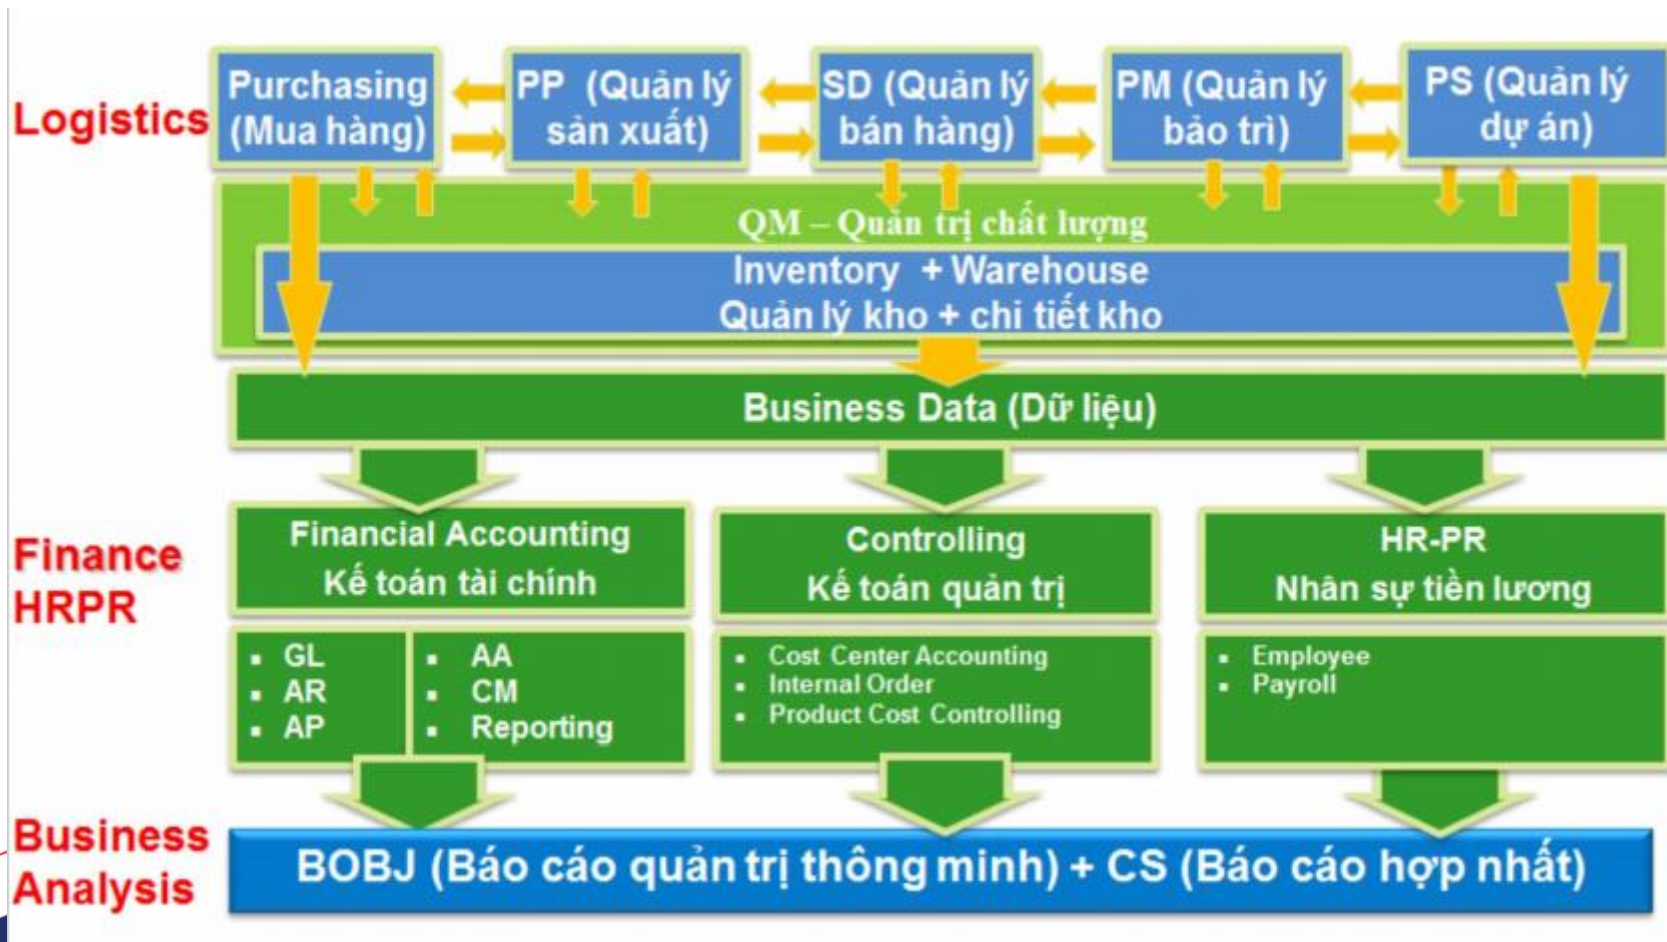 Logistics
Purchasing
(Mua hàng)
PP (Quản lý
sản xuất)
SD (Quản lý
bán hàng)
PM (Quản lý
bảo trì)
PS (Quản lý
dự án)
QM – Quản trị chất lượng
Inventory + Warehouse
Quản lý kho + chi tiết kho
Business Data (Dữ liệu)
Finance
HRPR
Financial Accounting
Kế toán tài chính
▪ GL
▪ AR
▪ AP
▪ AA
▪ CM
▪ Reporting
Controlling
Kế toán quản trị
▪ Cost Center Accounting
▪ Internal Order
▪ Product Cost Controlling
HR-PR
Nhân sự tiền lương
▪ Employee
▪ Payroll
Business
Analysis
BOBJ (Báo cáo quản trị thông minh) + CS (Báo cáo hợp nhất)